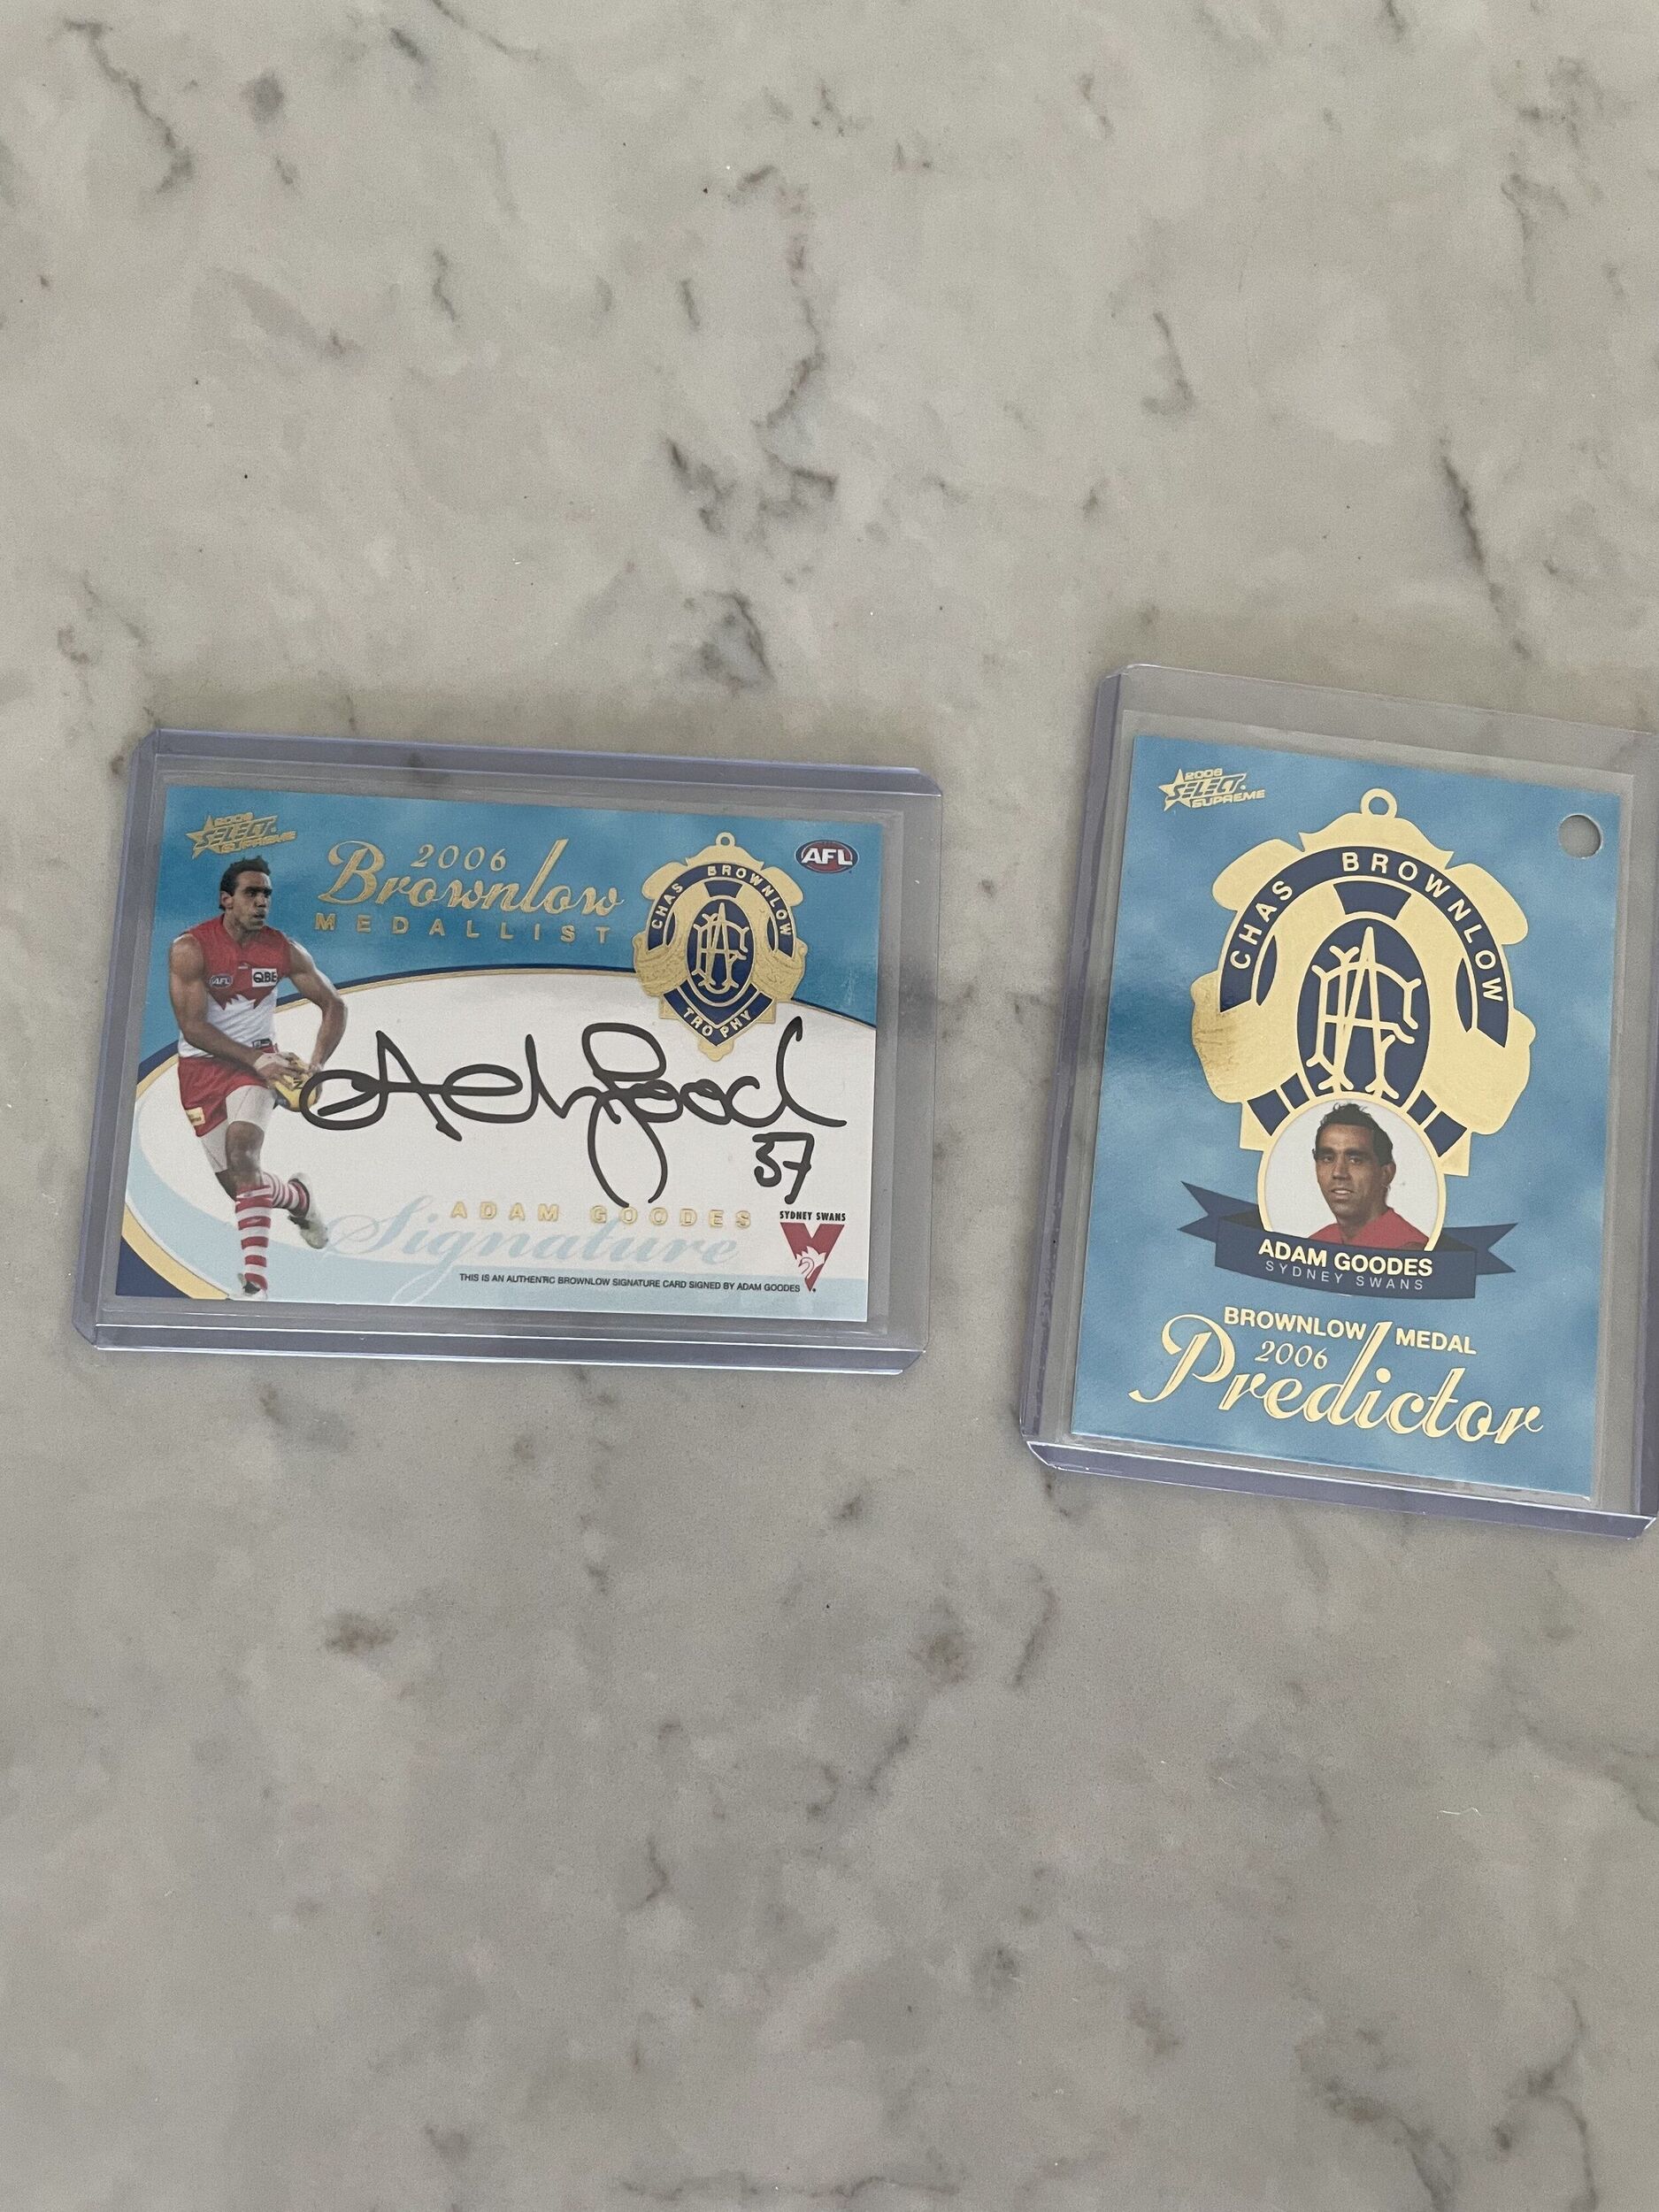 2006
SELECT
SUPREME
2006
Brownlow
MEDALLIST
AFL
CHAS BROWNLOW
TROPHY
AFL
QBE
37
ADAM GOODES
Signature
SYDNEY SWANS
THIS IS AN AUTHENTIC BROWNLOW SIGNATURE CARD SIGNED BY ADAM GOODES
2006
SELECT
SUPREME
CHAS BROWNLOW
ADAM GOODES
SYDNEY SWANS
BROWNLOW MEDAL
2006
Predictor